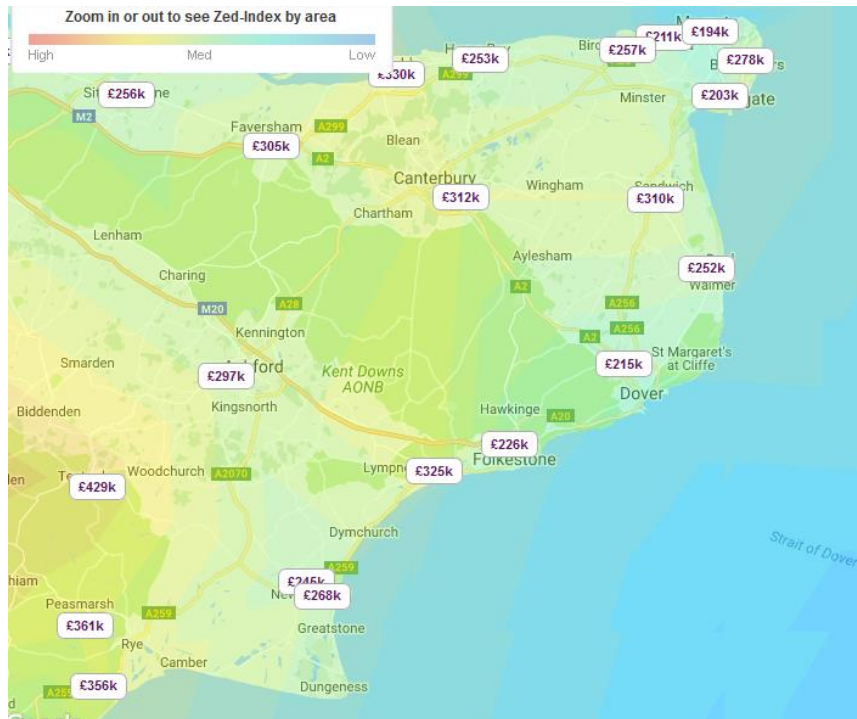 Zoom in or out to see Zed-Index by area
High Med Low
£211k
£194k
£257k
£253k
£278k
£330k
A299
£256k
Minster
£203k
M2
Faversham
A299
£305k
A2
Blean
Canterbury
Wingham
£312k
£310k
Chartham
Lenham
Aylesham
£252k
Charing
Walmer
A2
M20
A28
A256
Kennington
A256
A2
St Margaret's
at Cliffe
Smarden
£215k
£297k
Kent Downs
AONB
Dover
Kingsnorth
Biddenden
Hawkinge
A20
£226k
Folkestone
Woodchurch
A2070
£325k
£429k
Dymchurch
Strait of Dover
A259
£245k
£268k
Peasmarsh
A259
£361k
Greatstone
Rye
Camber
£356k
A259
Dungeness